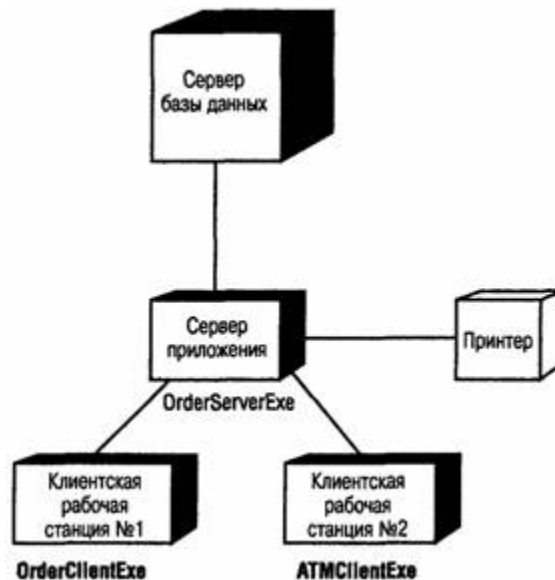 Сервер
базы данных
Сервер
приложения
Принтер
OrderServerExe
Клиентская
рабочая
станция №1
Клиентская
рабочая
станция №2
OrderClientExe
ATMClientExe